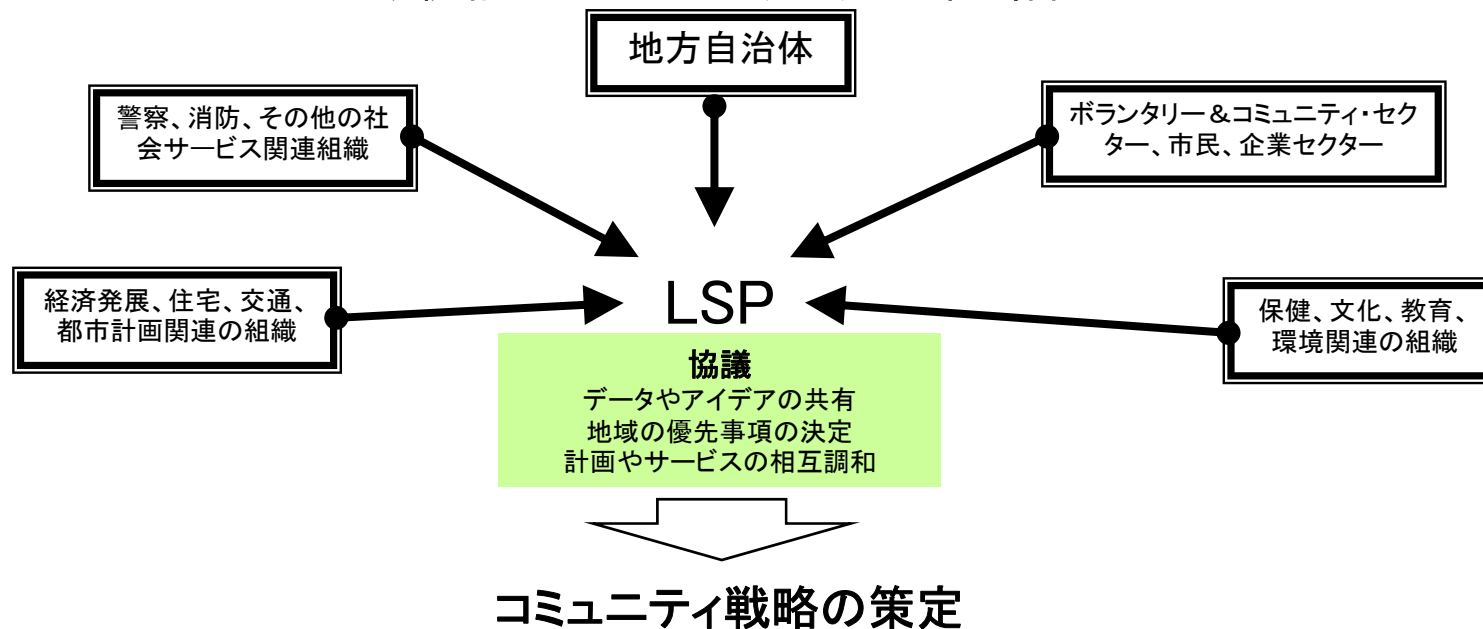 地方自治体
警察、消防、その他の社
会サービス関連組織
ボランタリー＆コミュニティ・セク
ター、市民、企業セクター
経済発展、住宅、交通、
都市計画関連の組織
LSP
保健、文化、教育、
環境関連の組織
協議
データやアイデアの共有
地域の優先事項の決定
計画やサービスの相互調和
コミュニティ戦略の策定